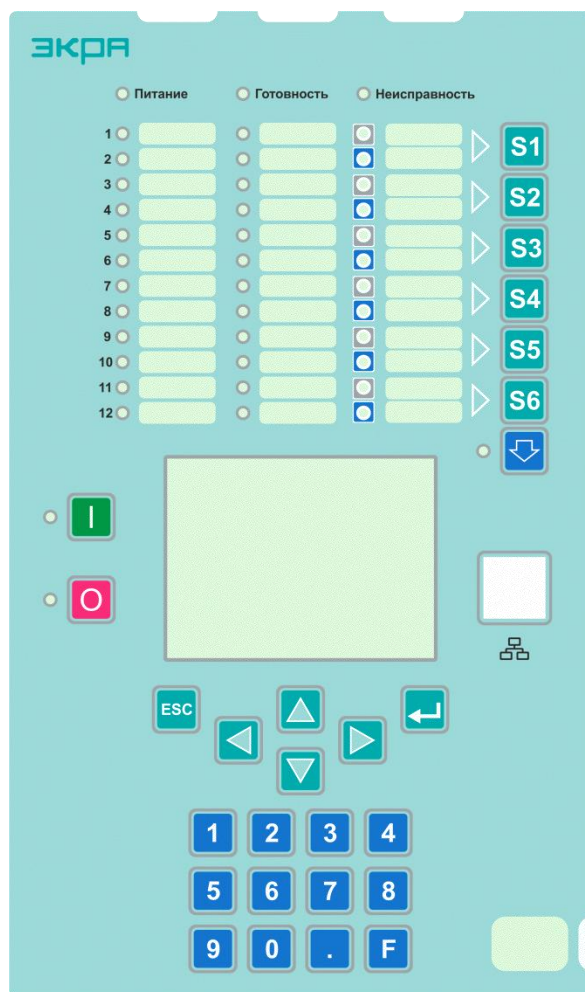 ЭКРА
Питание Готовность Неисправность
1
S1
2
3
S2
4
5
S3
6
7
S4
8
9
S5
10
11
S6
12
I
O
ESC
1 2 3 4
5 6 7 8
9 0 . F